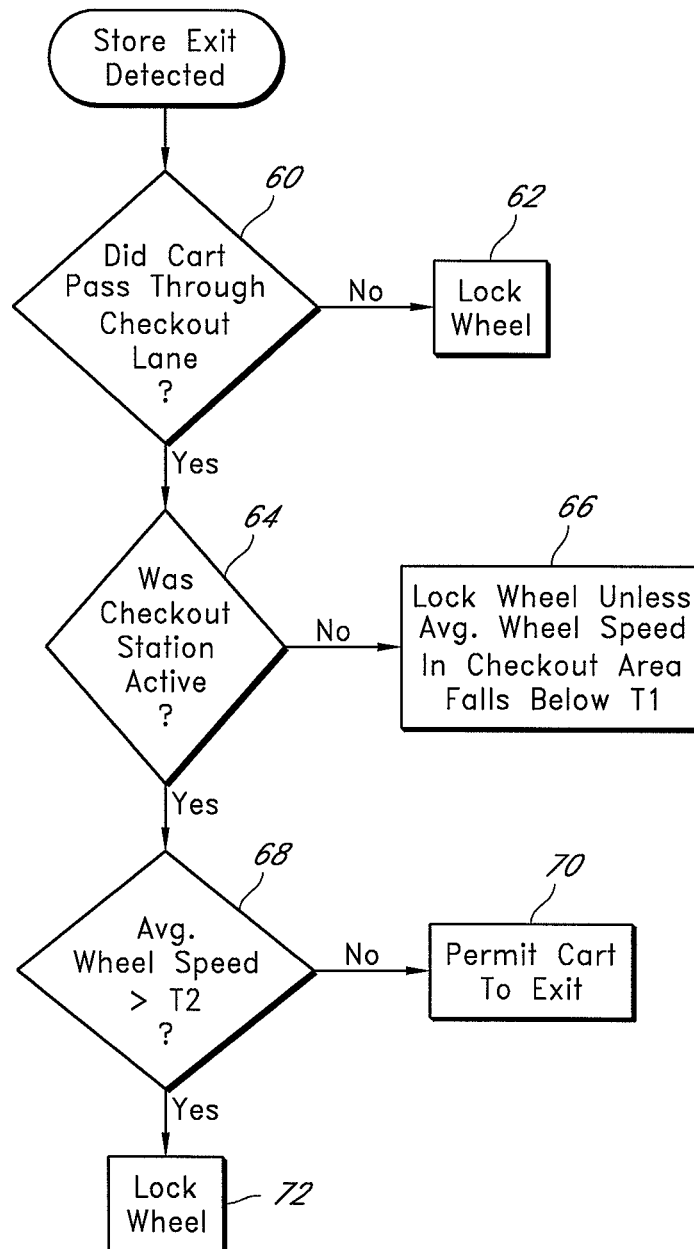 Store Exit
Detected
60
Did Cart
Pass Through
Checkout
Lane
?
No
62
Lock
Wheel
Yes
64
Was
Checkout
Station
Active
?
No
66
Lock Wheel Unless
Avg. Wheel Speed
In Checkout Area
Falls Below T1
Yes
68
Avg.
Wheel Speed
> T2
?
No
70
Permit Cart
To Exit
Yes
Lock
Wheel
72